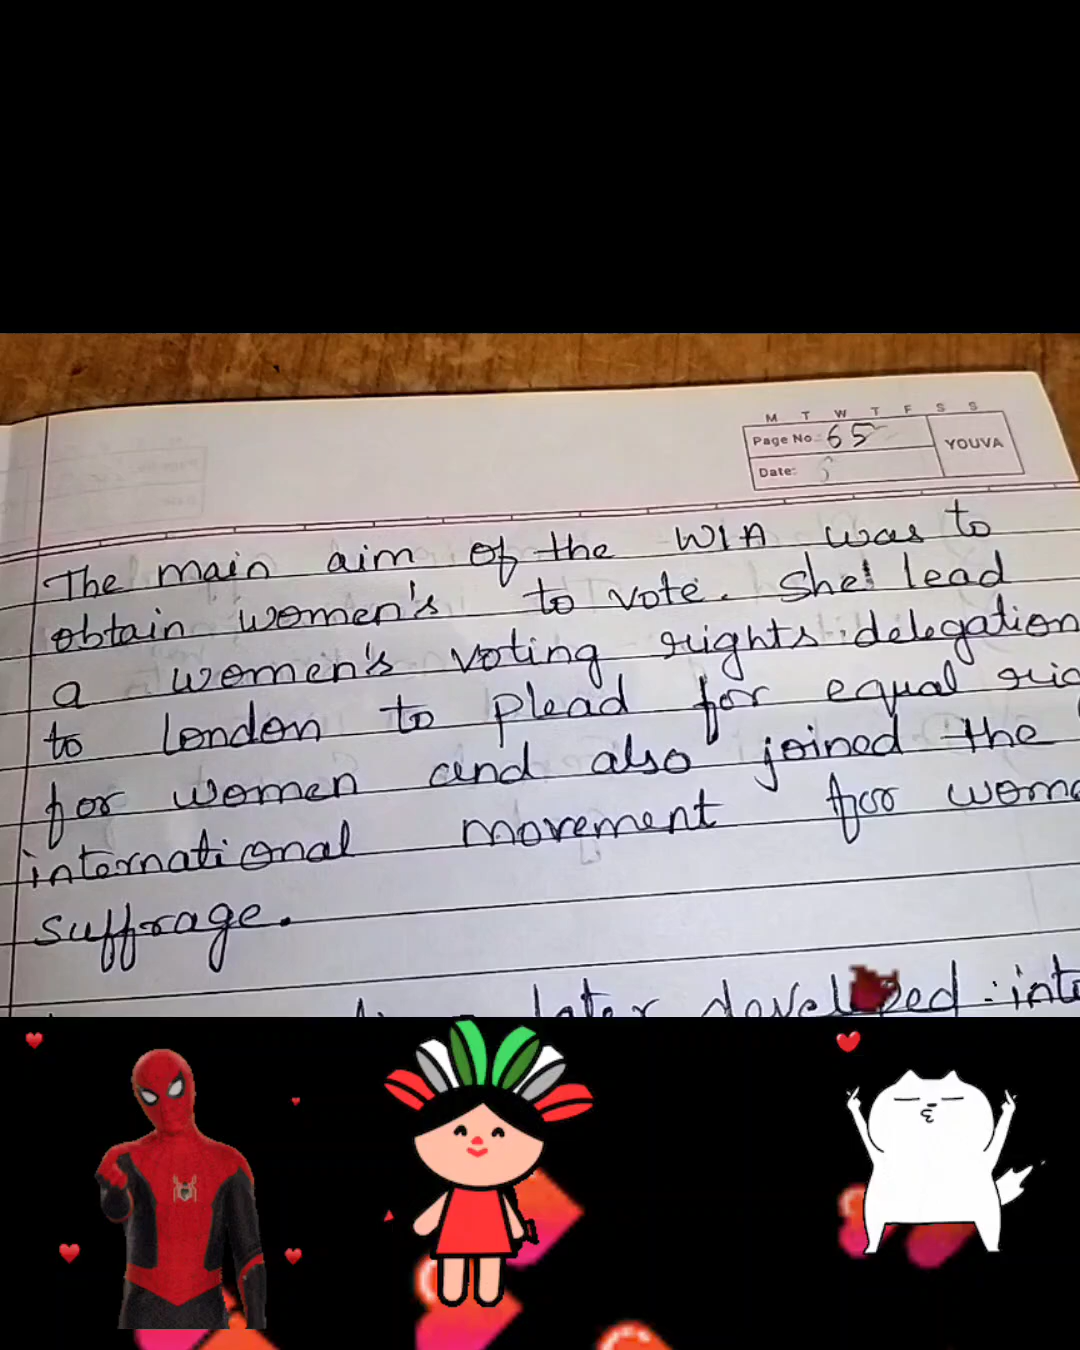 M T W T F S S
Page No.: 65
YOUVA
Date:
The main aim of the WIA was to
obtain women's to vote. She lead
a women's voting rights delegation
to London to plead for equal
for women and also joined the
international movement for
suffrage.
later